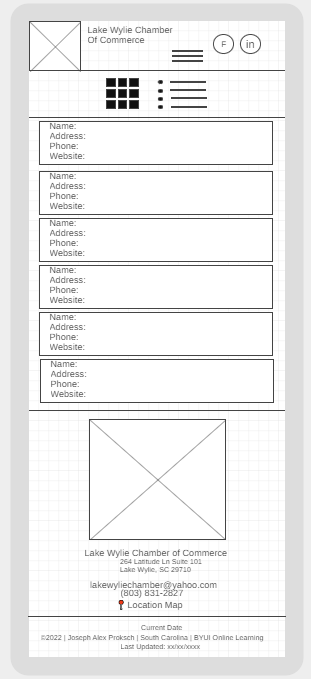 Lake Wylie Chamber
Of Commerce
F
in
Name:
Address:
Phone:
Website:
Name:
Address:
Phone:
Website:
Name:
Address:
Phone:
Website:
Name:
Address:
Phone:
Website:
Name:
Address:
Phone:
Website:
Name:
Address:
Phone:
Website:
Lake Wylie Chamber of Commerce
264 Latitude Ln Suite 101
Lake Wylie, SC 29710
lakewyliechamber@yahoo.com
(803) 831-2827
Location Map
Current Date
©2022 | Joseph Alex Proksch | South Carolina | BYUI Online Learning
Last Updated: xx/xx/xxxx